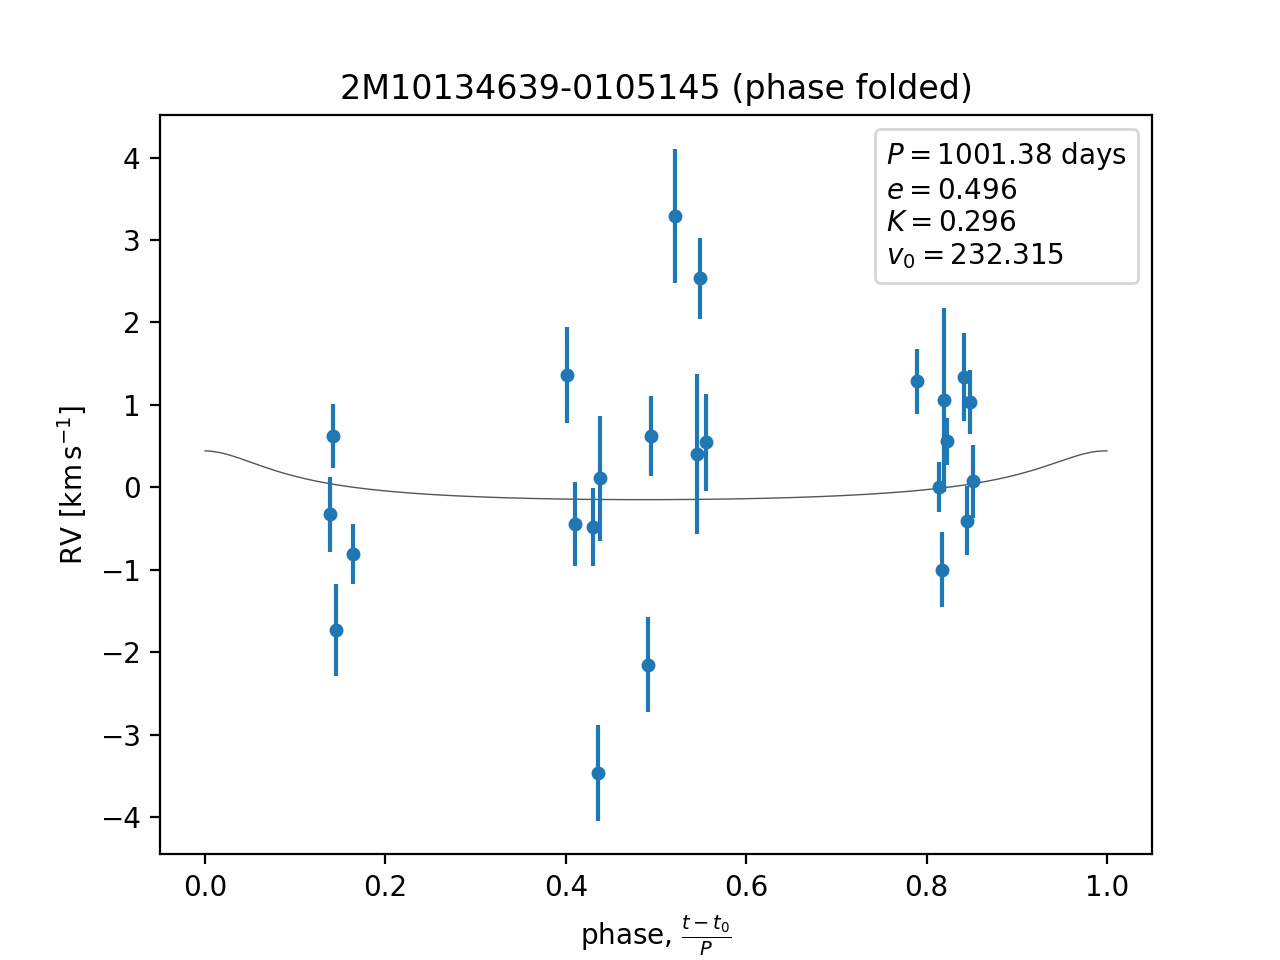 2M10134639-0105145 (phase folded)
P = 1001.38 days
e = 0.496
K = 0.296
v₀ = 232.315
4
3
2
1
0
−1
−2
−3
−4
RV [km s⁻¹]
0.0 0.2 0.4 0.6 0.8 1.0
phase, (t − t₀)/P